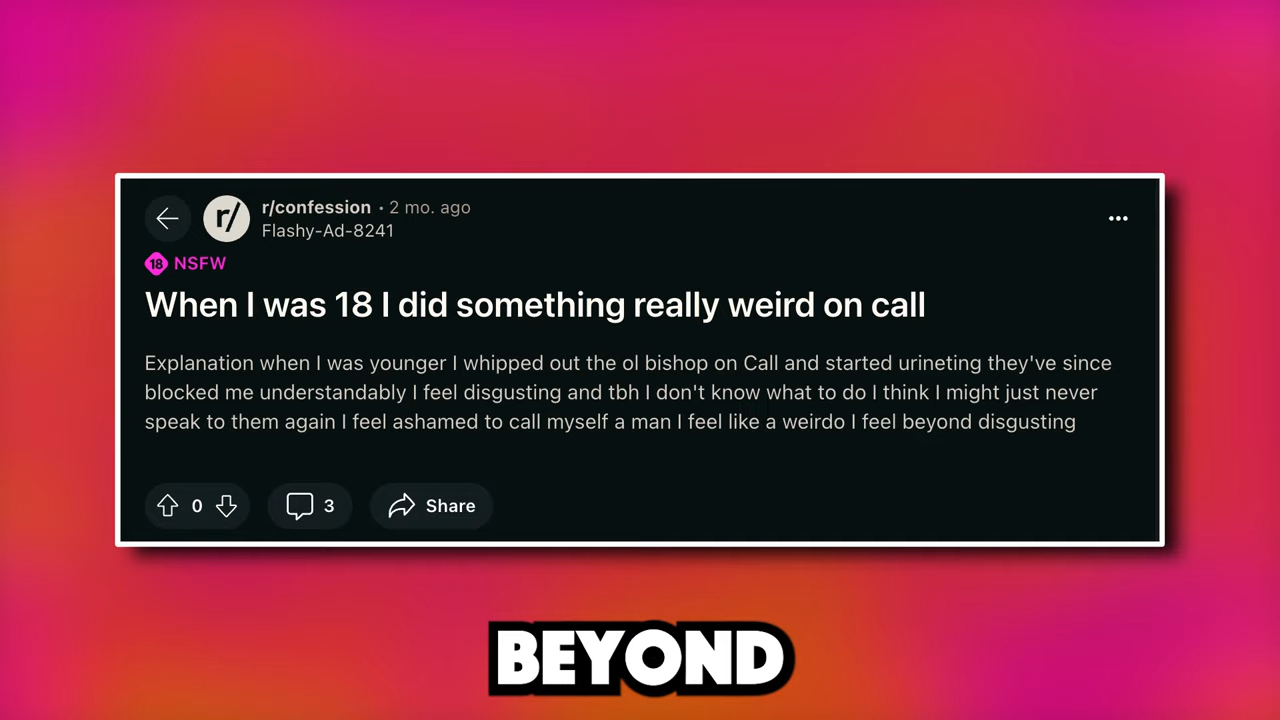 r/confession • 2 mo. ago
Flashy-Ad-8241
18 NSFW
When I was 18 I did something really weird on call
Explanation when I was younger I whipped out the ol bishop on Call and started urineting they've since
blocked me understandably I feel disgusting and tbh I don't know what to do I think I might just never
speak to them again I feel ashamed to call myself a man I feel like a weirdo I feel beyond disgusting
0 3 Share
BEYOND